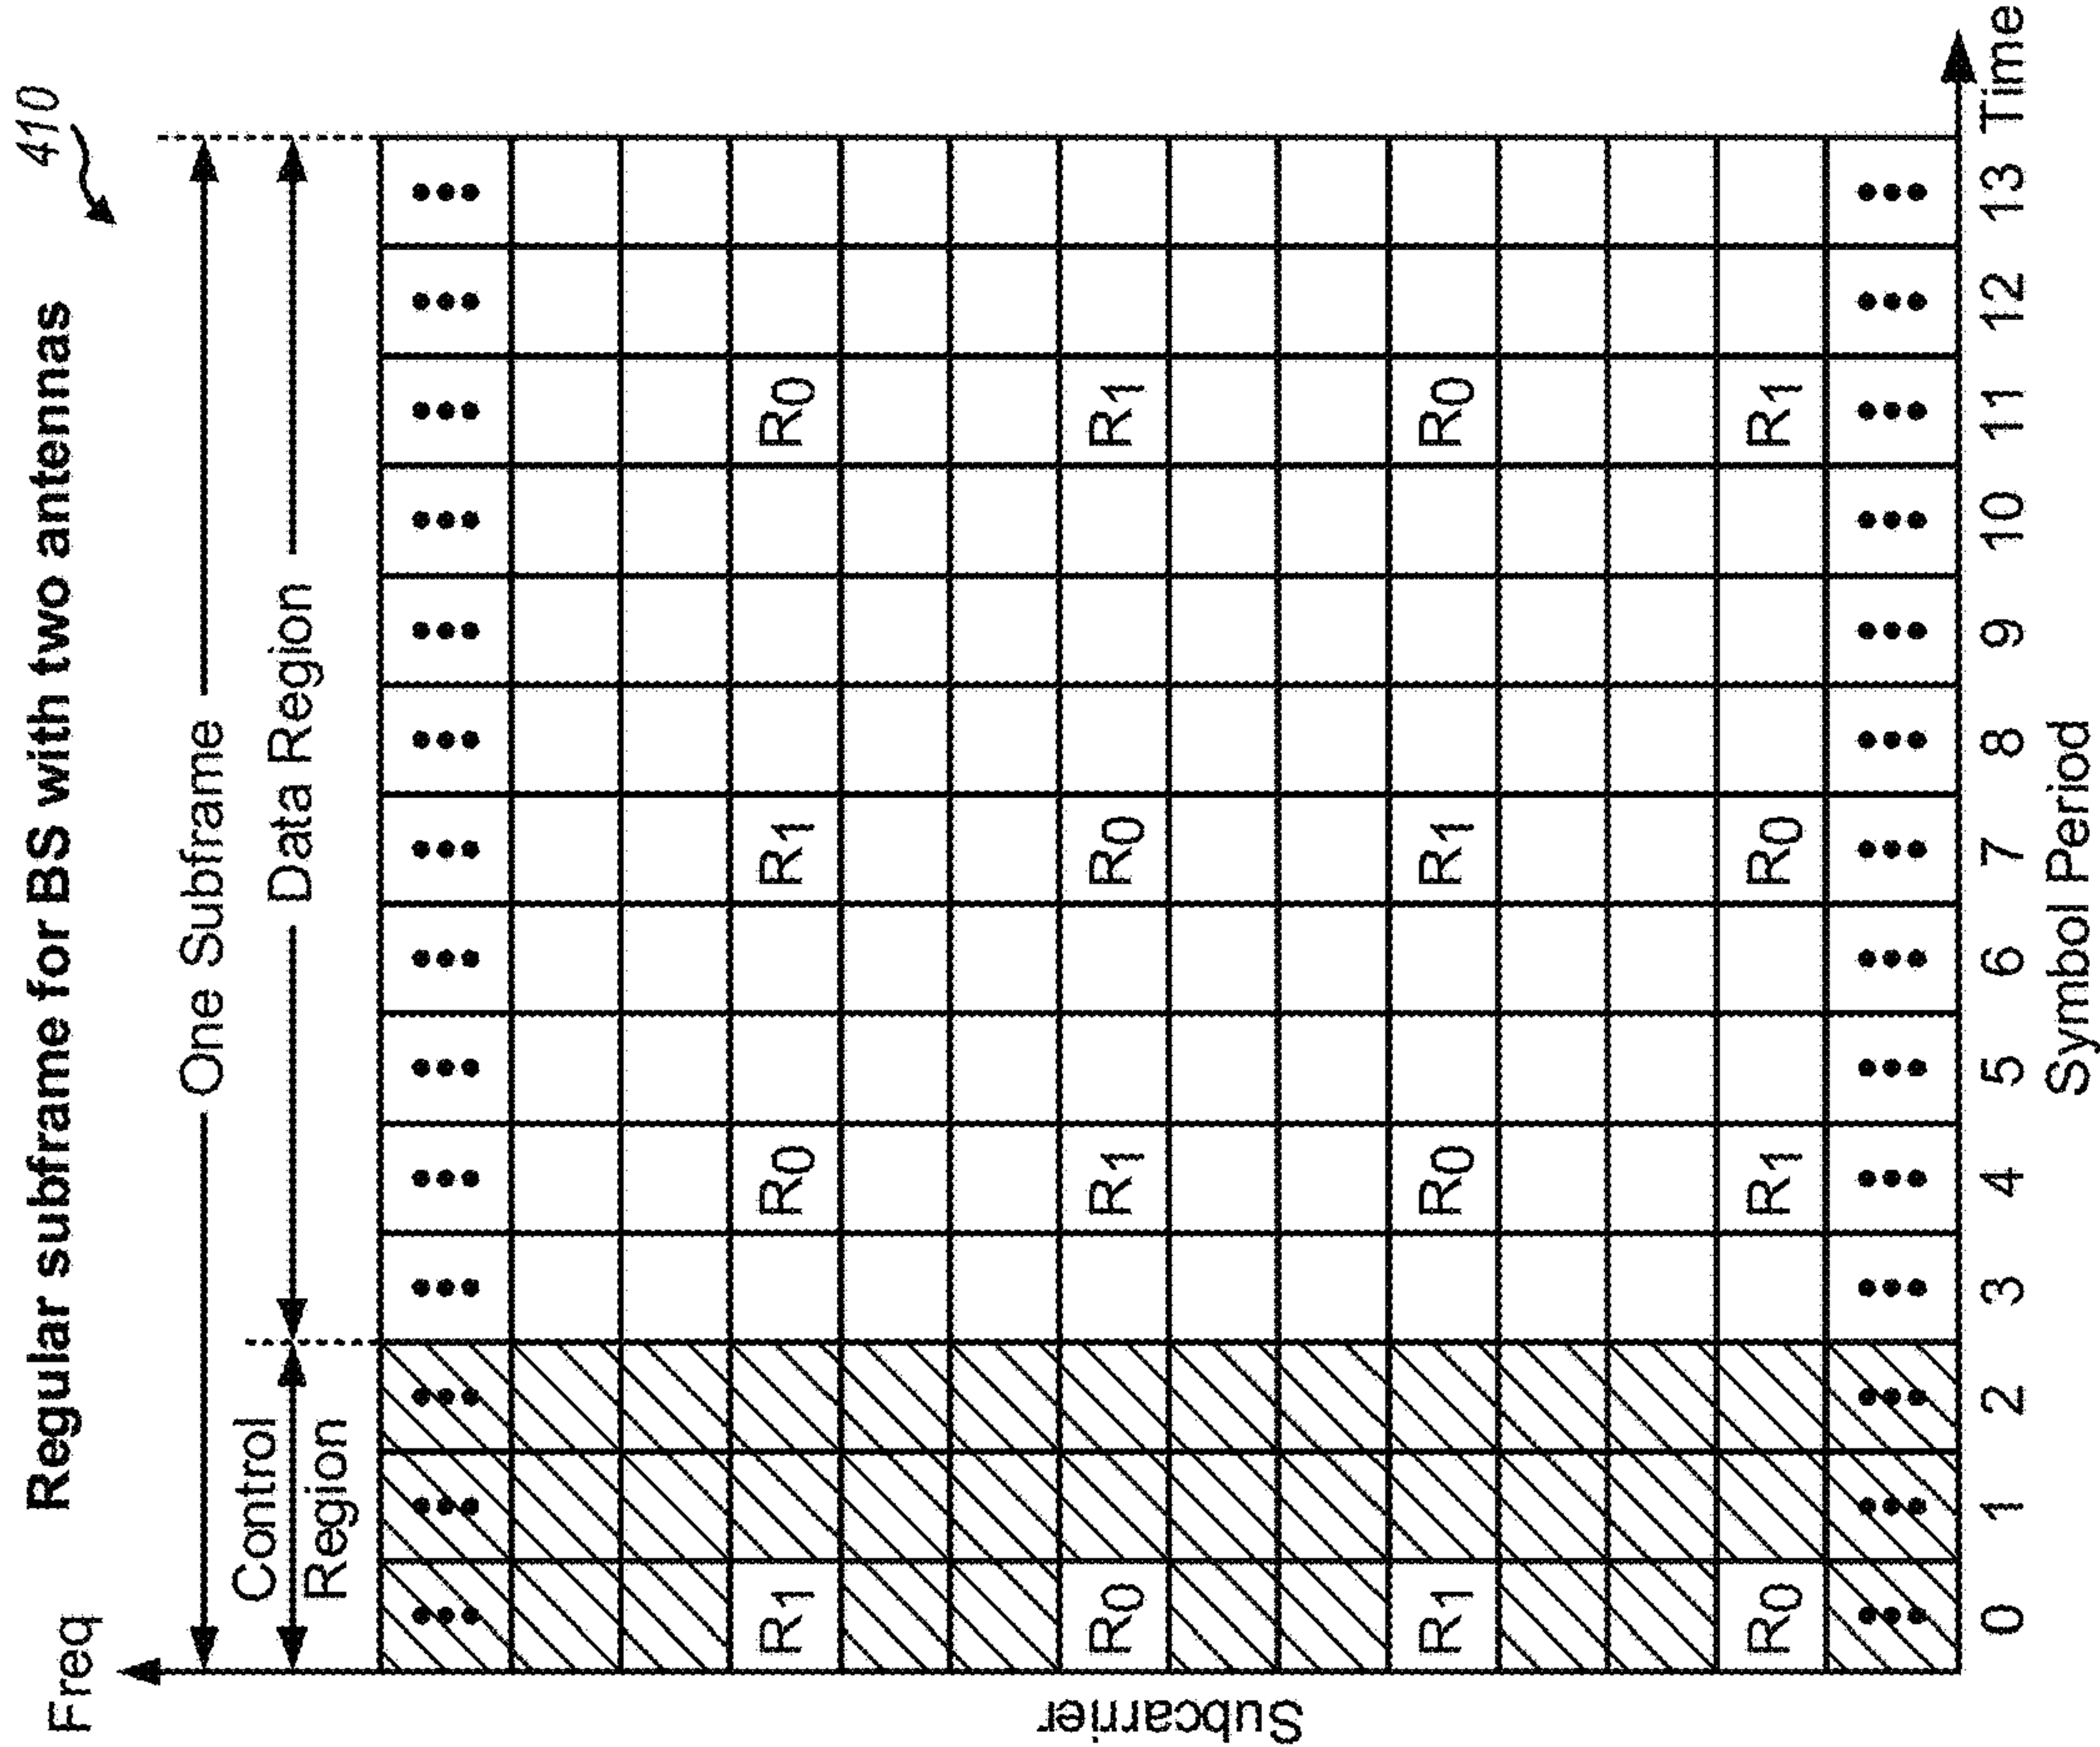 Regular subframe for BS with two antennas
410
Freq
One Subframe
Control
Region
Data Region
••• ••• ••• ••• ••• ••• ••• ••• ••• ••• ••• ••• ••• •••
R1 R0 R1 R0
R0 R1 R0 R1
Subcarrier
R1 R0 R1 R0
R0 R1 R0 R1
••• ••• ••• ••• ••• ••• ••• ••• ••• ••• ••• ••• ••• •••
0 1 2 3 4 5 6 7 8 9 10 11 12 13 Time
Symbol Period